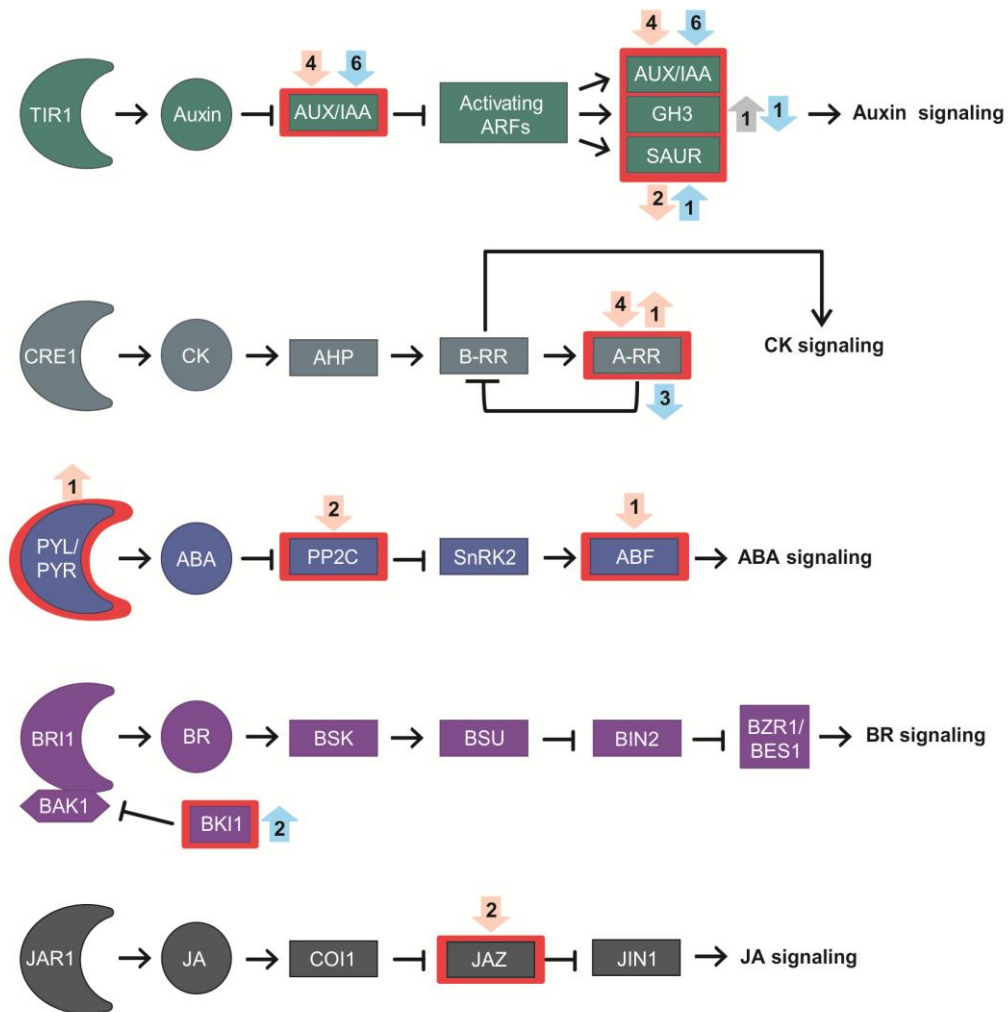 4 6 4 6
TIR1 Auxin AUX/IAA Activating
ARFs AUX/IAA
GH3 1 1 Auxin signaling
SAUR
2 1
4 1
CRE1 CK AHP B-RR A-RR CK signaling
3
1 2 1
PYL/
PYR ABA PP2C SnRK2 ABF ABA signaling
BRI1 BR BSK BSU BIN2 BZR1/
BES1 BR signaling
BAK1 BKI1 2
2
JAR1 JA COI1 JAZ JIN1 JA signaling